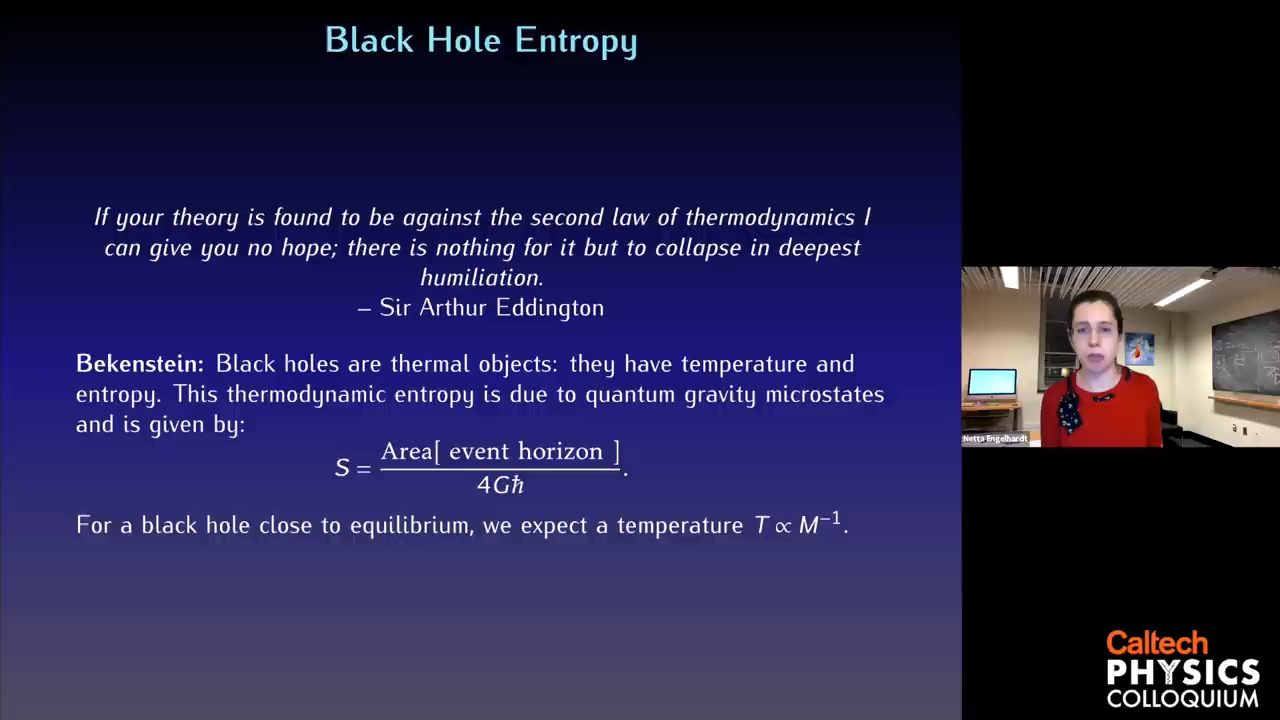 Black Hole Entropy
If your theory is found to be against the second law of thermodynamics I
can give you no hope; there is nothing for it but to collapse in deepest
humiliation.
– Sir Arthur Eddington
Bekenstein: Black holes are thermal objects: they have temperature and
entropy. This thermodynamic entropy is due to quantum gravity microstates
and is given by:
S = Area[ event horizon ] / 4Gℏ .
For a black hole close to equilibrium, we expect a temperature T ∝ M⁻¹.
Netta Engelhardt
Caltech
PHYSICS
COLLOQUIUM